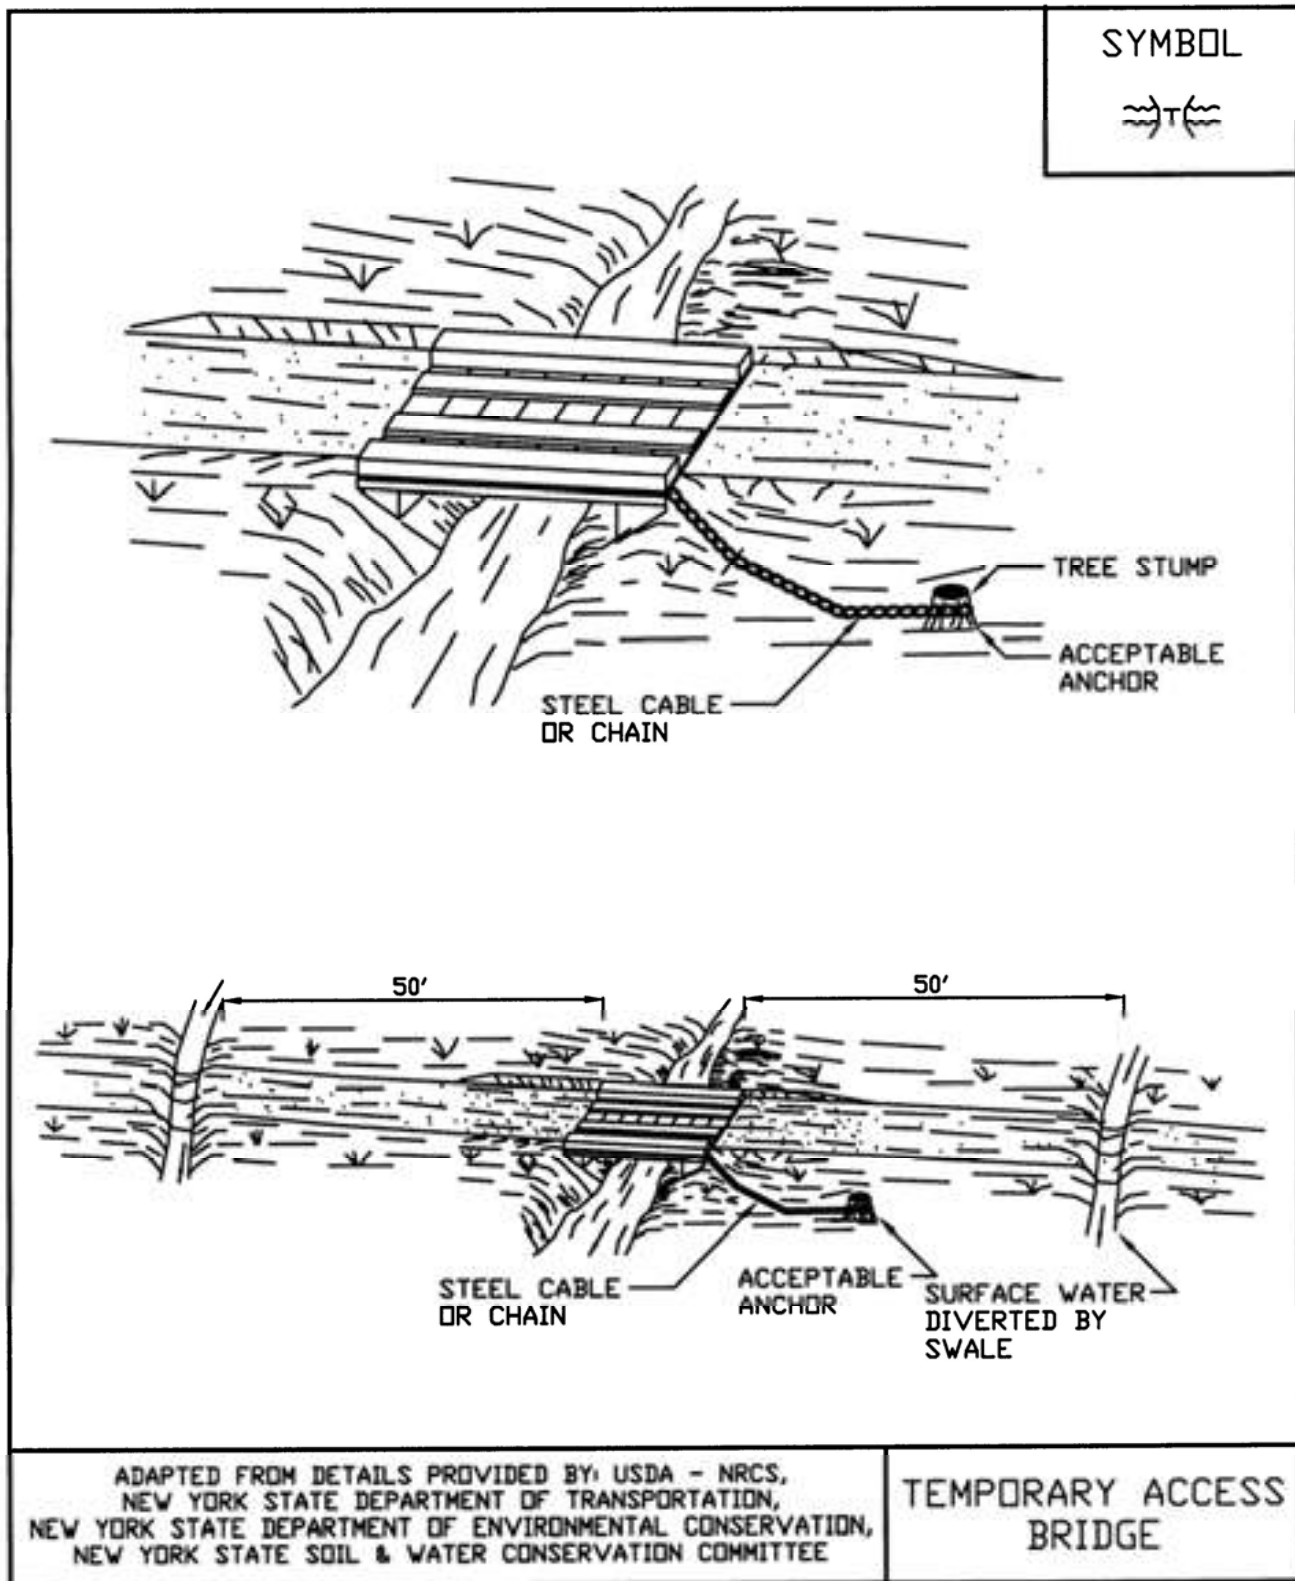 SYMBOL
T
TREE STUMP
ACCEPTABLE
ANCHOR
STEEL CABLE
OR CHAIN
50'
50'
STEEL CABLE
OR CHAIN
ACCEPTABLE
ANCHOR
SURFACE WATER
DIVERTED BY
SWALE
ADAPTED FROM DETAILS PROVIDED BY: USDA - NRCS,
NEW YORK STATE DEPARTMENT OF TRANSPORTATION,
NEW YORK STATE DEPARTMENT OF ENVIRONMENTAL CONSERVATION,
NEW YORK STATE SOIL & WATER CONSERVATION COMMITTEE
TEMPORARY ACCESS
BRIDGE